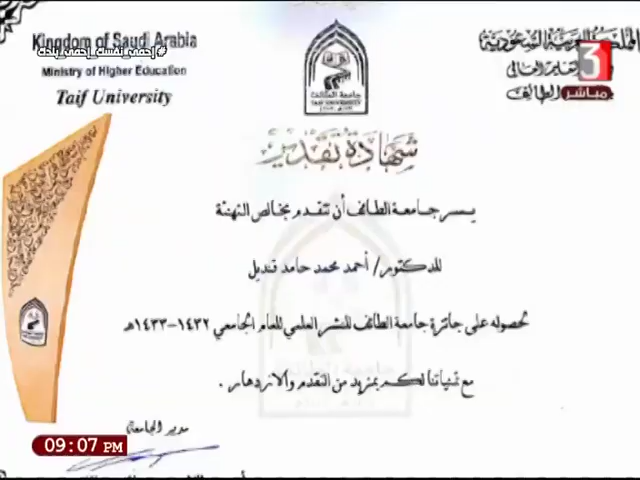 Kingdom of Saudi Arabia
#إحمي_نفسك_إحمي_بلدك
Ministry of Higher Education
Taif University
المملكة العربية السعودية
التعليم العالي
الطائف
3
مباشر
جامعة الطائف
TAIF UNIVERSITY
شهادة تقدير
يسر جامعة الطائف أن تتقدم بخالص التهنئة
للدكتور/ أحمد محمد حامد قنديل
لحصوله على جائزة جامعة الطائف للنشر العلمي للعام الجامعي ١٤٣٢-١٤٣٣هـ
مع تمنياتنا لكم بمزيد من التقدم والازدهار .
مدير الجامعة
09:07 PM